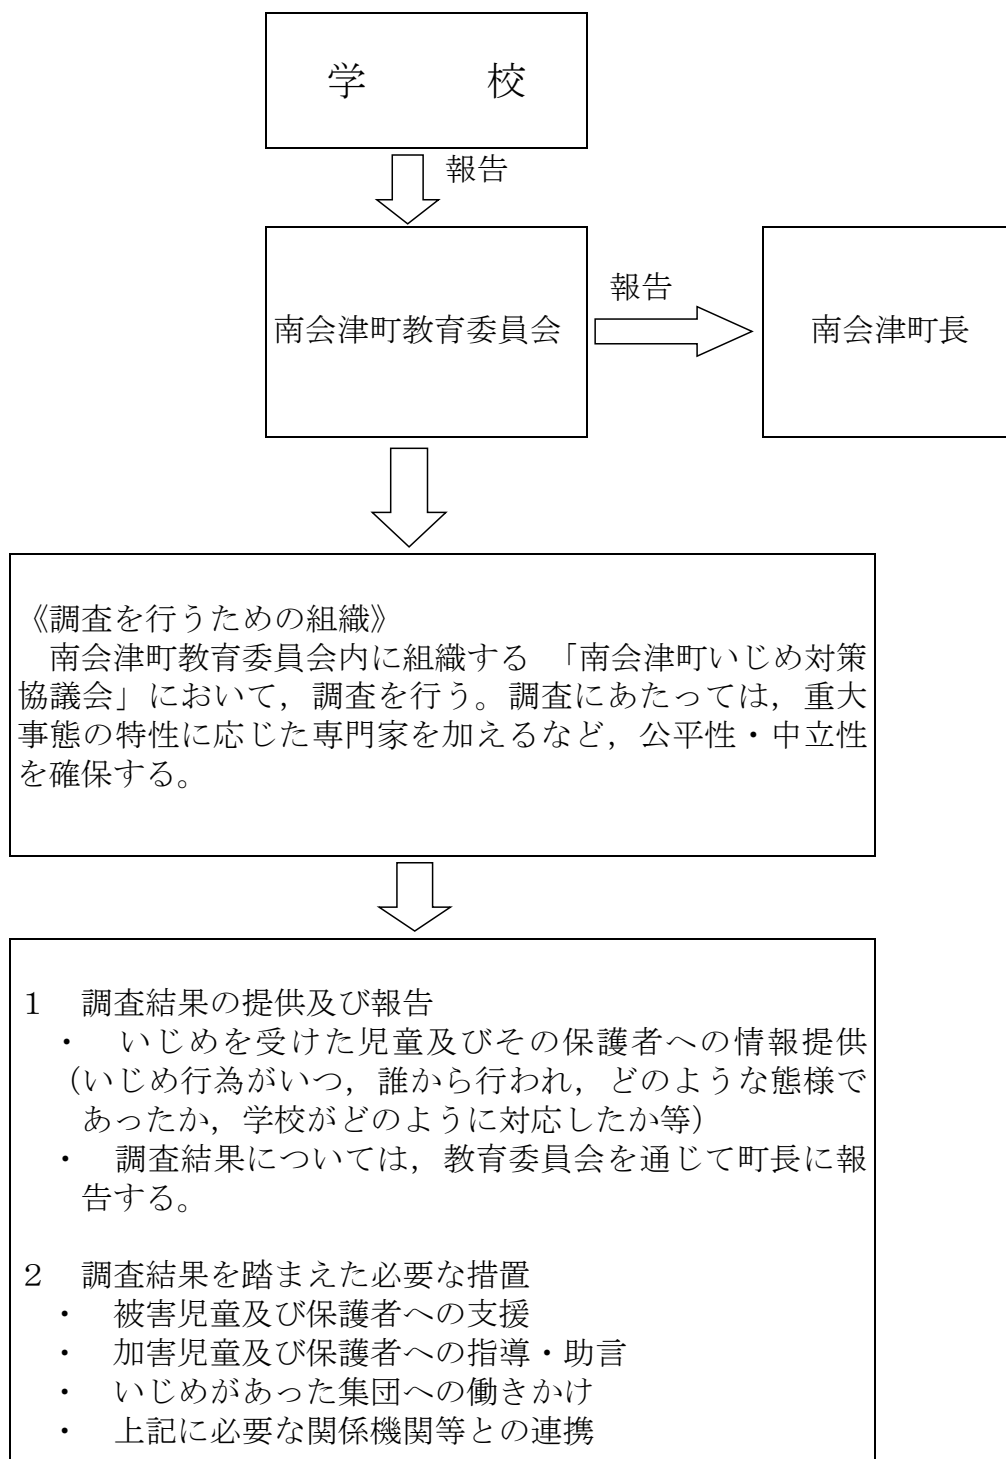 学　　　校
報告
報告
南会津町教育委員会
南会津町長
《調査を行うための組織》
　南会津町教育委員会内に組織する　「南会津町いじめ対策
協議会」において，調査を行う。調査にあたっては，重大
事態の特性に応じた専門家を加えるなど，公平性・中立性
を確保する。
１　調査結果の提供及び報告
・　いじめを受けた児童及びその保護者への情報提供
（いじめ行為がいつ，誰から行われ，どのような態様で
あったか，学校がどのように対応したか等）
・　調査結果については，教育委員会を通じて町長に報
告する。
２　調査結果を踏まえた必要な措置
・　被害児童及び保護者への支援
・　加害児童及び保護者への指導・助言
・　いじめがあった集団への働きかけ
・　上記に必要な関係機関等との連携